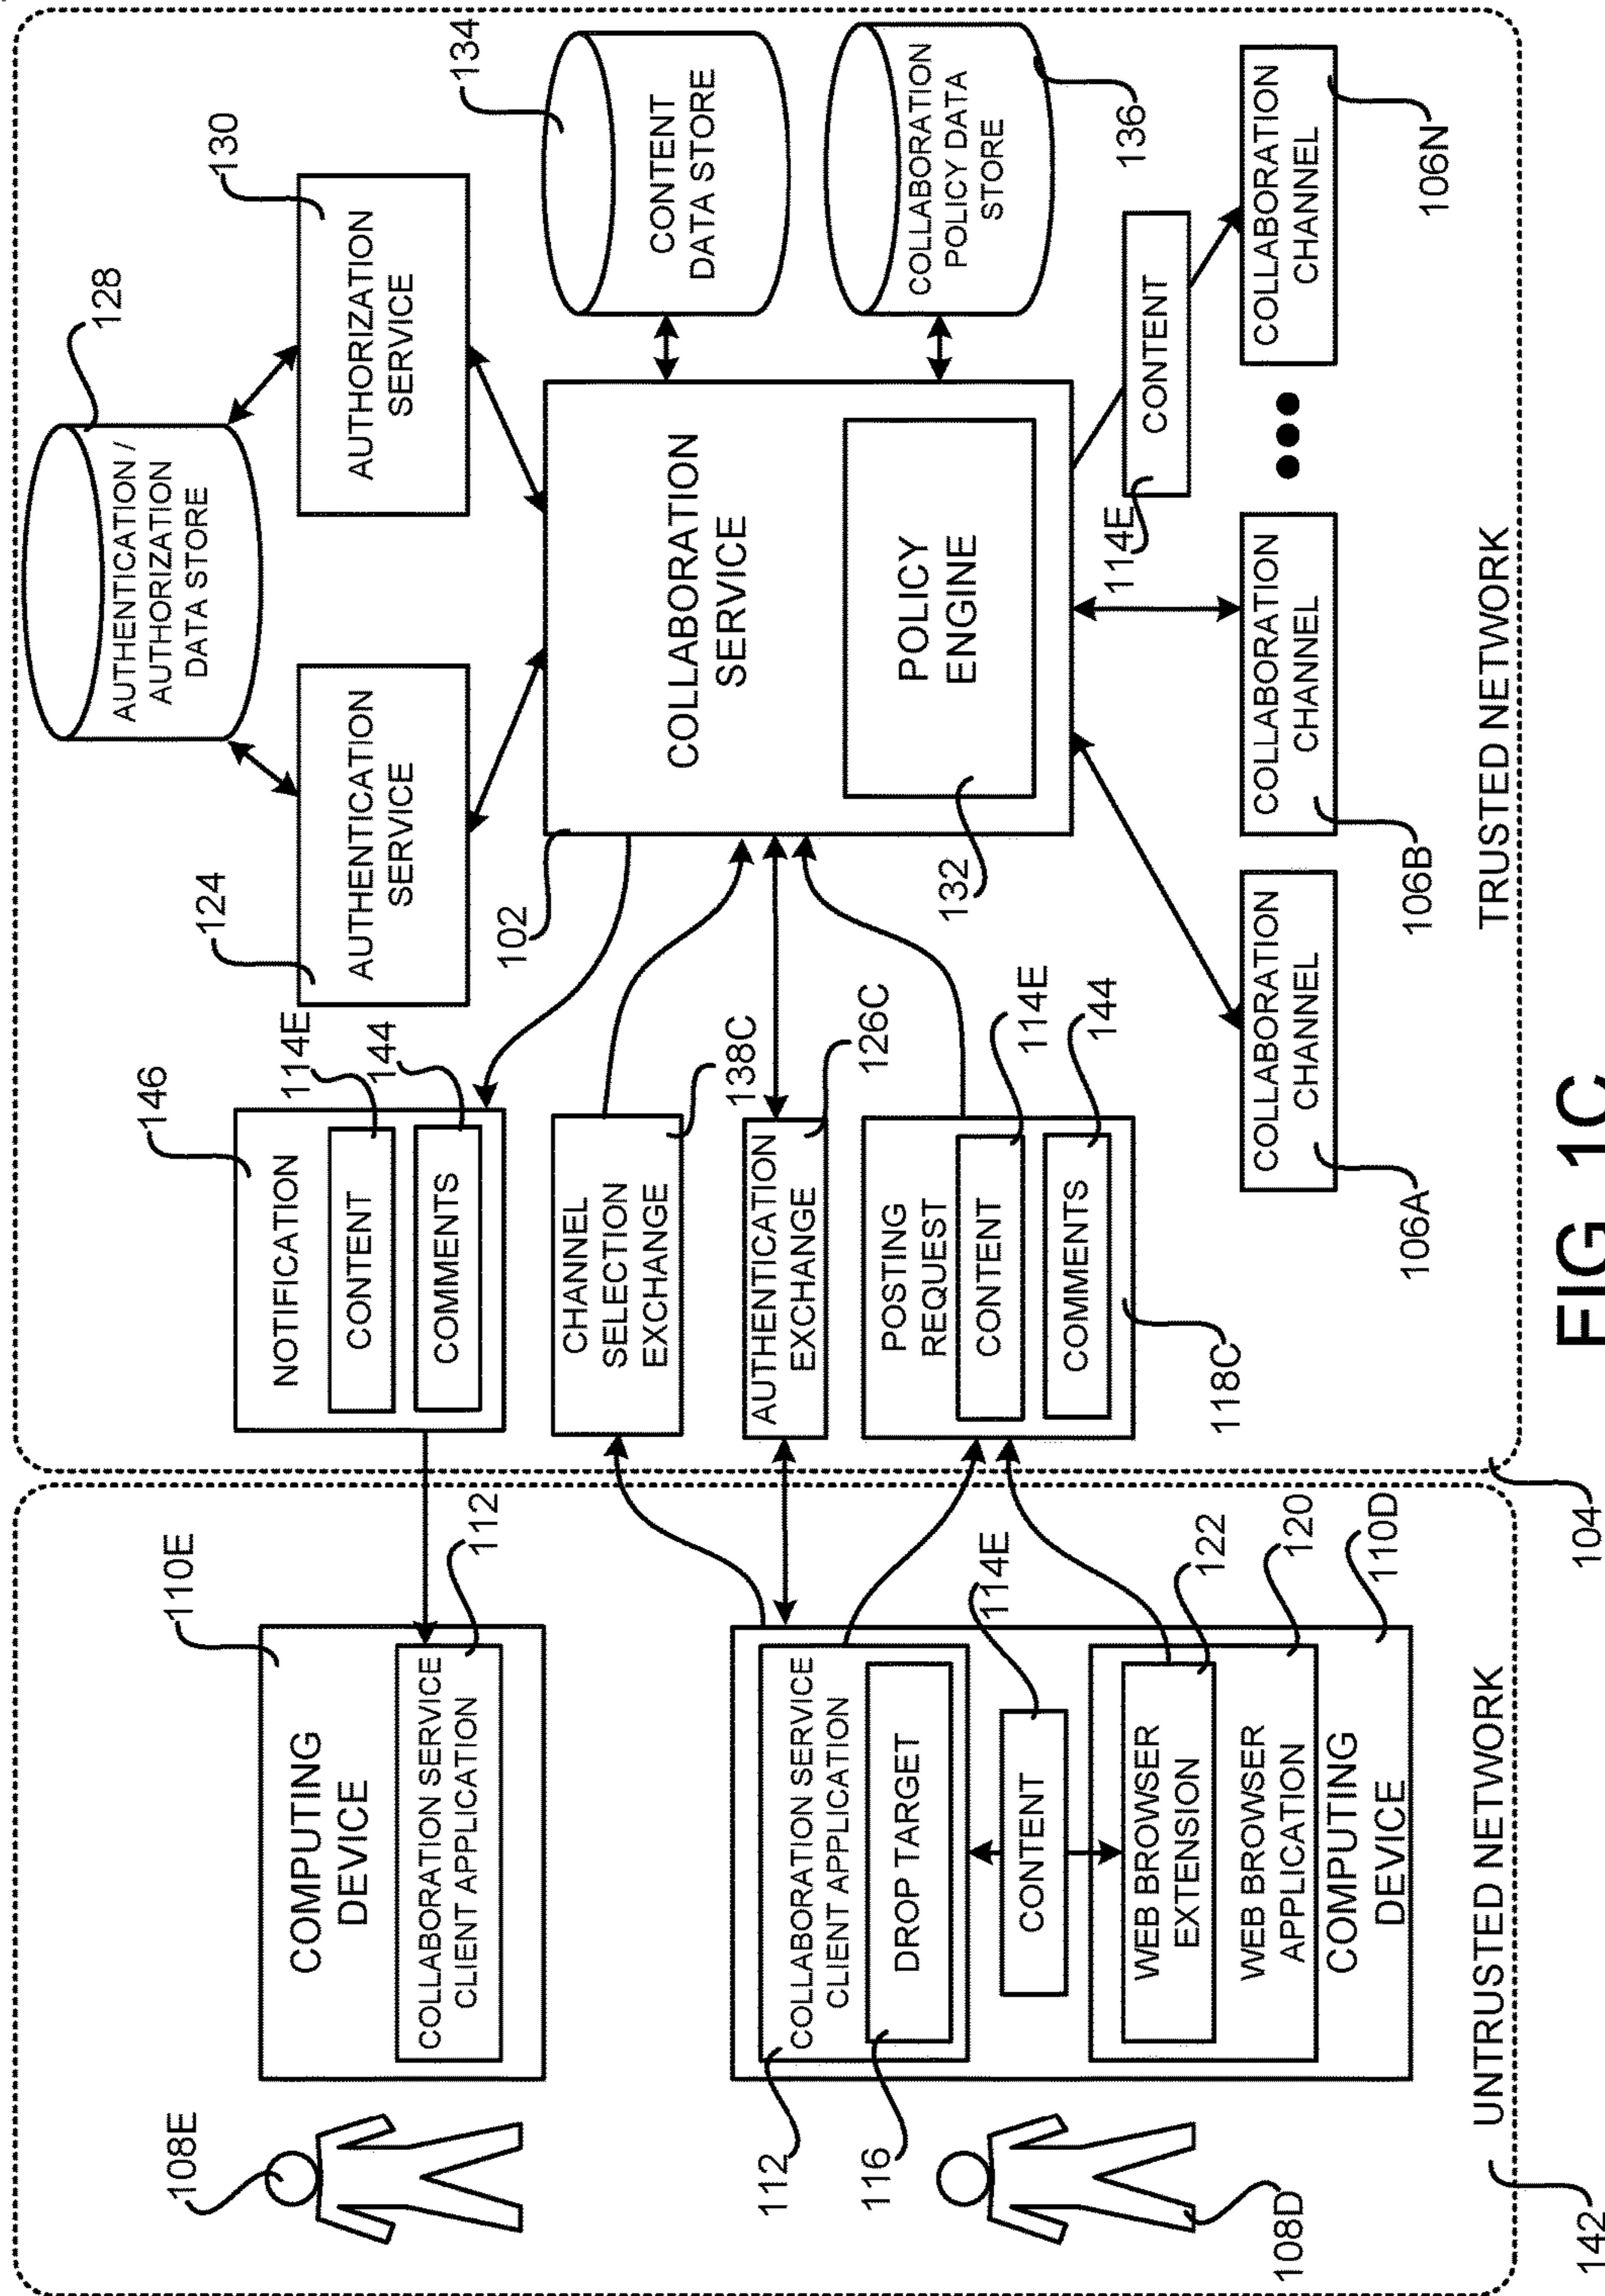 108E
COMPUTING
DEVICE
110E
COLLABORATION SERVICE
CLIENT APPLICATION
112
108D
112
COLLABORATION SERVICE
CLIENT APPLICATION
116
DROP TARGET
CONTENT
114E
WEB BROWSER
EXTENSION
122
WEB BROWSER
APPLICATION
120
COMPUTING
DEVICE
110D
UNTRUSTED NETWORK
142
146
NOTIFICATION
114E
CONTENT
144
COMMENTS
CHANNEL
SELECTION
EXCHANGE
138C
AUTHENTICATION
EXCHANGE
126C
POSTING
REQUEST
CONTENT
114E
COMMENTS
144
118C
124
AUTHENTICATION
SERVICE
AUTHENTICATION /
AUTHORIZATION
DATA STORE
128
130
AUTHORIZATION
SERVICE
102
COLLABORATION
SERVICE
POLICY
ENGINE
132
134
CONTENT
DATA STORE
COLLABORATION
POLICY DATA
STORE
136
CONTENT
114E
COLLABORATION
CHANNEL
106A
COLLABORATION
CHANNEL
106B
COLLABORATION
CHANNEL
106N
TRUSTED NETWORK
104
FIG. 1C